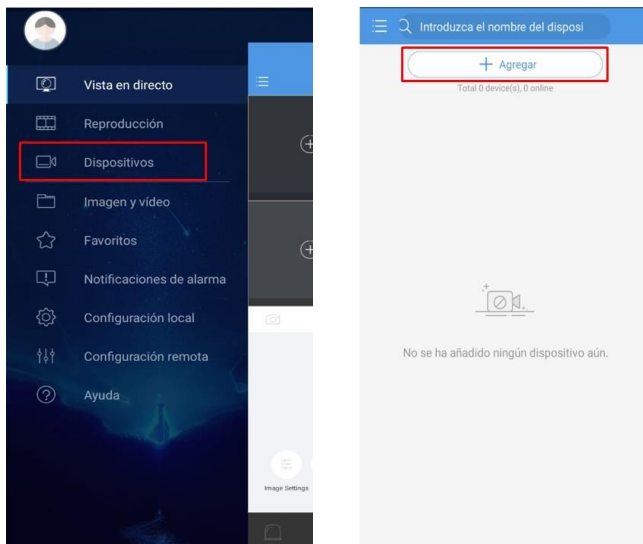 Vista en directo
Reproducción
Dispositivos
Imagen y vídeo
Favoritos
Notificaciones de alarma
Configuración local
Configuración remota
Ayuda
Image Settings
Introduzca el nombre del disposi
+ Agregar
Total 0 device(s), 0 online
No se ha añadido ningún dispositivo aún.